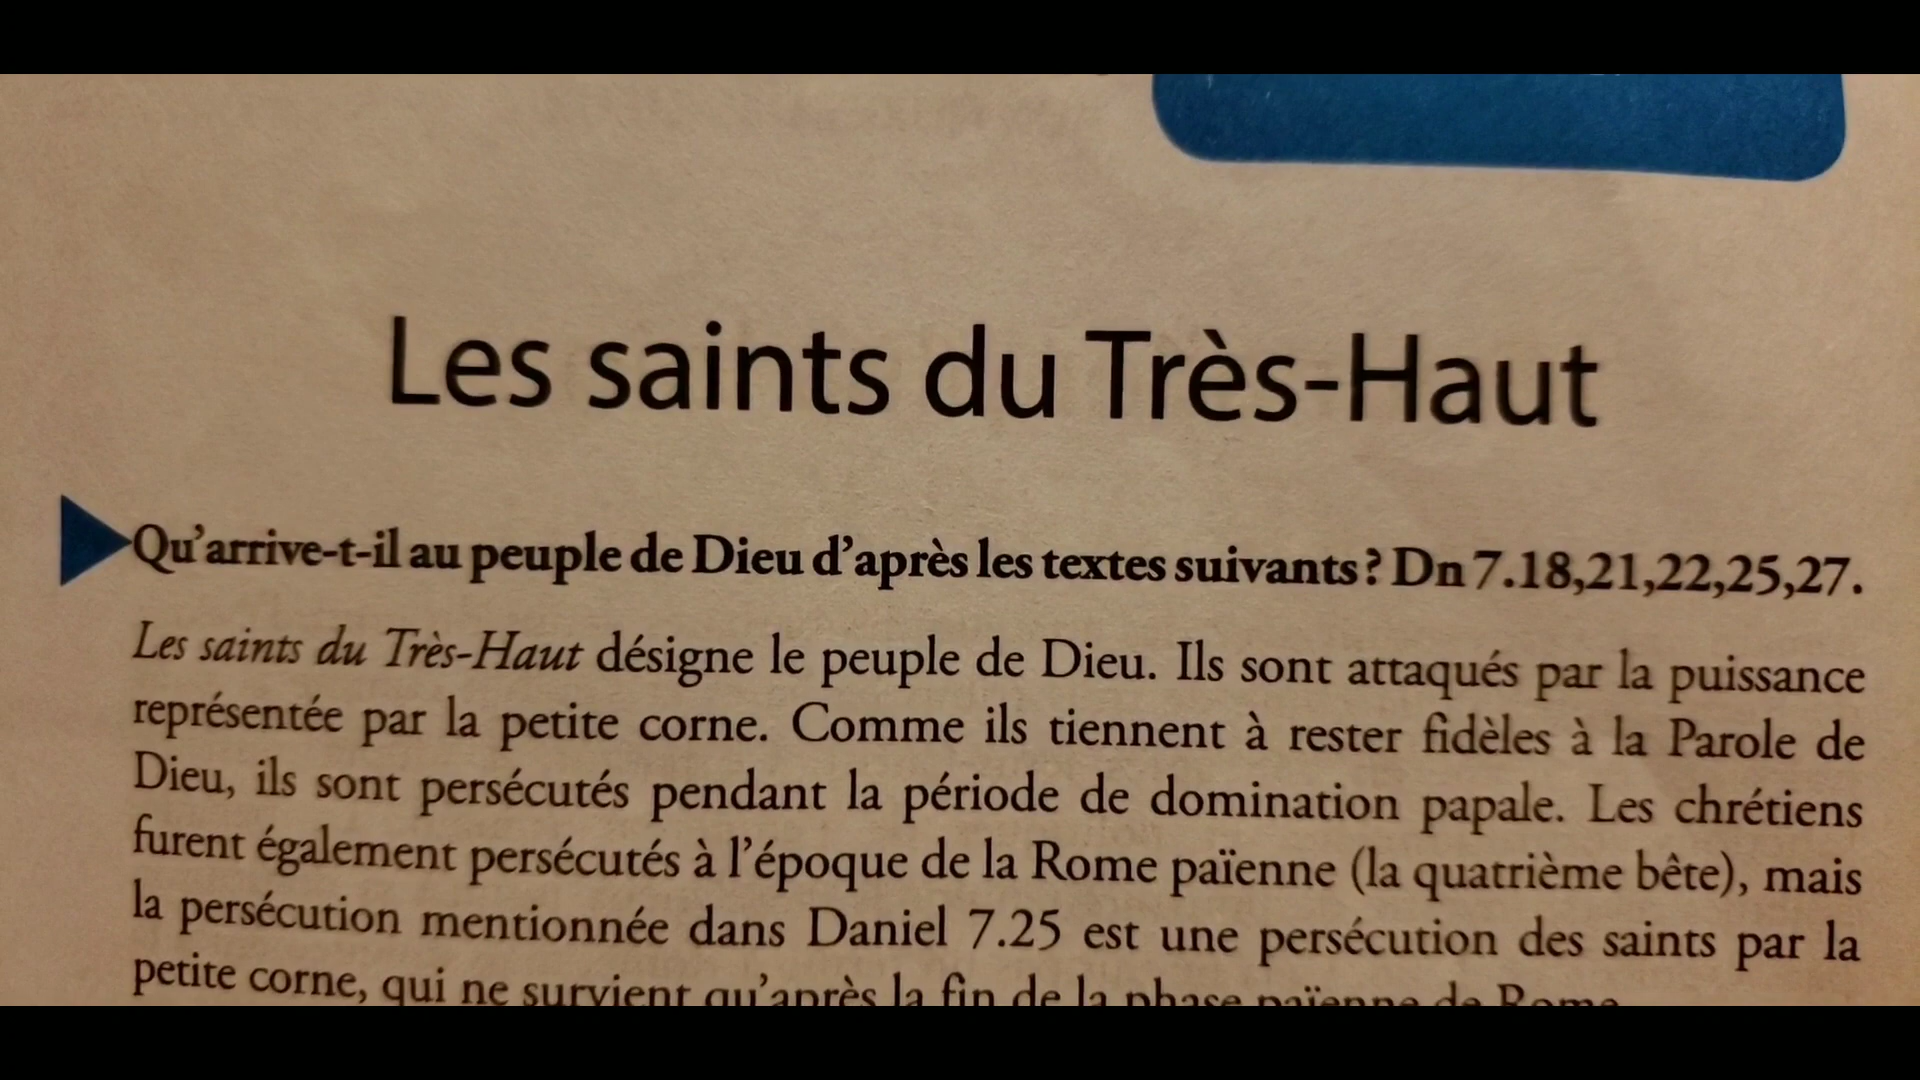 Les saints du Très-Haut
Qu'arrive-t-il au peuple de Dieu d'après les textes suivants ? Dn 7.18,21,22,25,27.
Les saints du Très-Haut désigne le peuple de Dieu. Ils sont attaqués par la puissance
représentée par la petite corne. Comme ils tiennent à rester fidèles à la Parole de
Dieu, ils sont persécutés pendant la période de domination papale. Les chrétiens
furent également persécutés à l'époque de la Rome païenne (la quatrième bête), mais
la persécution mentionnée dans Daniel 7.25 est une persécution des saints par la
petite corne, qui ne survient qu'après la fin de la phase païenne de Rome.